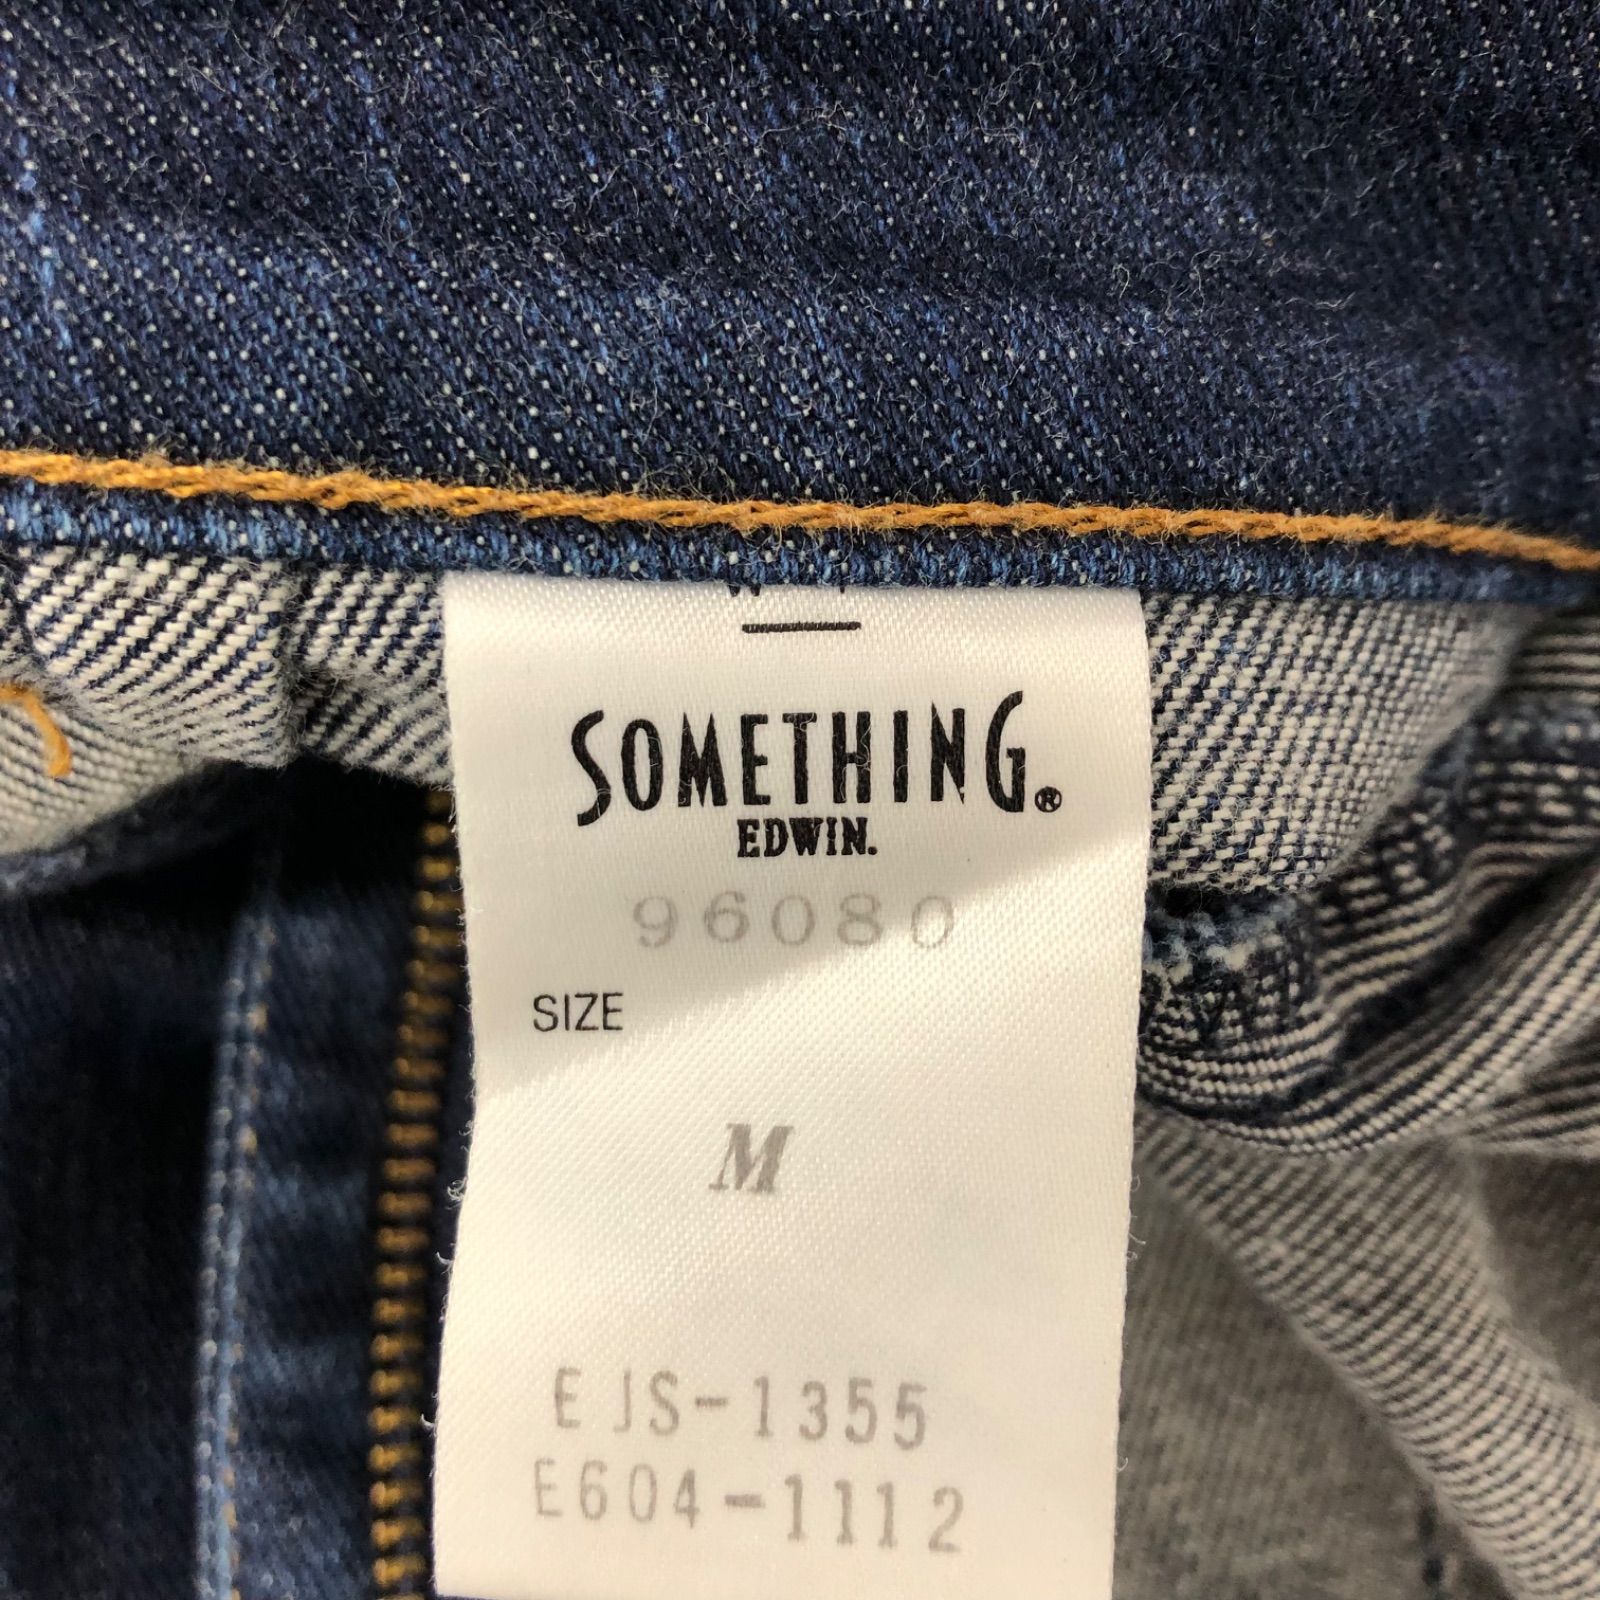 SOMETHING®
EDWIN.
96080
SIZE
M
EJS-1355
E604-1112